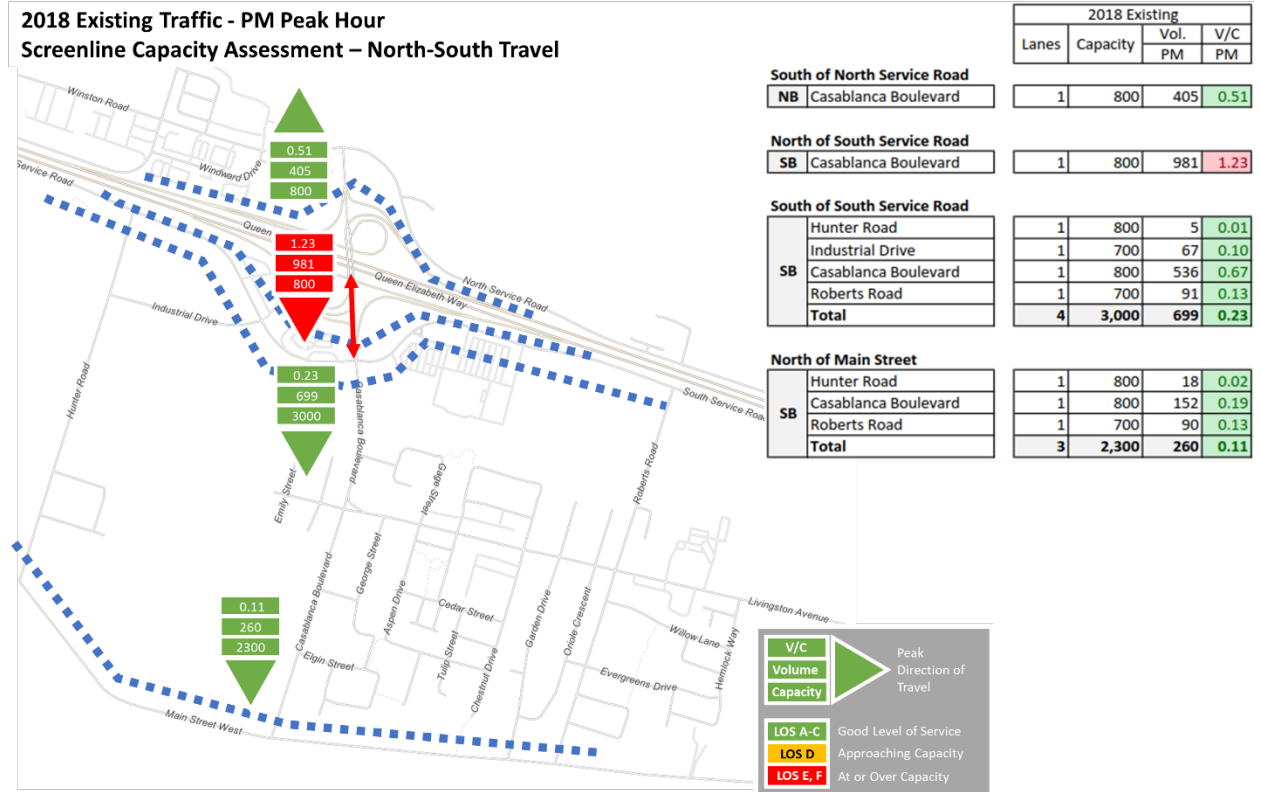 2018 Existing Traffic - PM Peak Hour
Screenline Capacity Assessment – North-South Travel
2018 Existing
Lanes Capacity Vol. V/C
PM PM
South of North Service Road
NB Casablanca Boulevard 1 800 405 0.51
North of South Service Road
SB Casablanca Boulevard 1 800 981 1.23
South of South Service Road
SB
Hunter Road 1 800 5 0.01
Industrial Drive 1 700 67 0.10
Casablanca Boulevard 1 800 536 0.67
Roberts Road 1 700 91 0.13
Total 4 3,000 699 0.23
North of Main Street
SB
Hunter Road 1 800 18 0.02
Casablanca Boulevard 1 800 152 0.19
Roberts Road 1 700 90 0.13
Total 3 2,300 260 0.11
Winston Road
Windward Drive
Service Road
0.51
405
800
Queen
1.23
981
800
Queen Elizabeth Way
North Service Road
Industrial Drive
Hunter Road
0.23
699
3000
Casablanca Boulevard
South Service Road
Emily Street
Gage Street
Roberts Road
George Street
Casablanca Boulevard
Aspen Drive
Cedar Street
Tulip Street
Chestnut Drive
Garden Drive
Oriole Crescent
Livingston Avenue
Willow Lane
Hemlock Way
Evergreens Drive
Elgin Street
0.11
260
2300
Main Street West
V/C
Volume
Capacity
Peak
Direction of
Travel
LOS A-C Good Level of Service
LOS D Approaching Capacity
LOS E, F At or Over Capacity